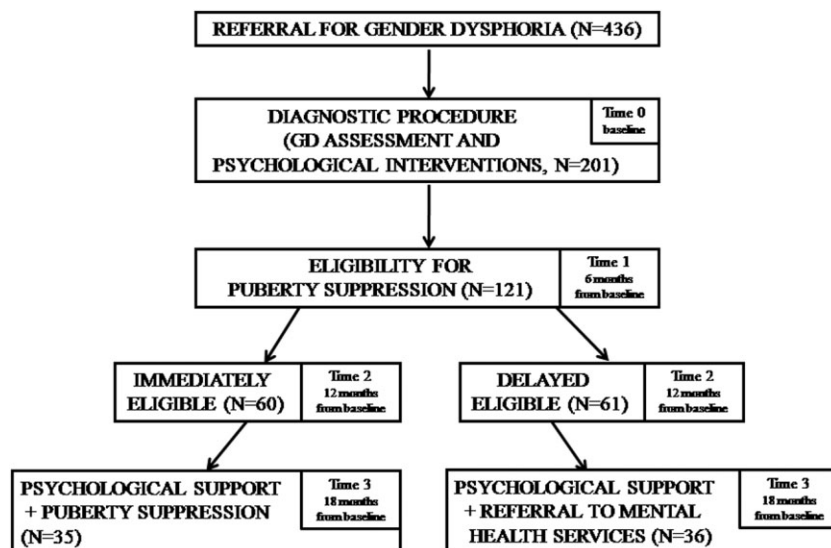 REFERRAL FOR GENDER DYSPHORIA (N=436)
DIAGNOSTIC PROCEDURE
(GD ASSESSMENT AND
PSYCHOLOGICAL INTERVENTIONS, N=201)
Time 0
baseline
ELIGIBILITY FOR
PUBERTY SUPPRESSION (N=121)
Time 1
6 months
from baseline
IMMEDIATELY
ELIGIBLE (N=60)
Time 2
12 months
from baseline
DELAYED
ELIGIBLE (N=61)
Time 2
12 months
from baseline
PSYCHOLOGICAL SUPPORT
+ PUBERTY SUPPRESSION
(N=35)
Time 3
18 months
from baseline
PSYCHOLOGICAL SUPPORT
+ REFERRAL TO MENTAL
HEALTH SERVICES (N=36)
Time 3
18 months
from baseline